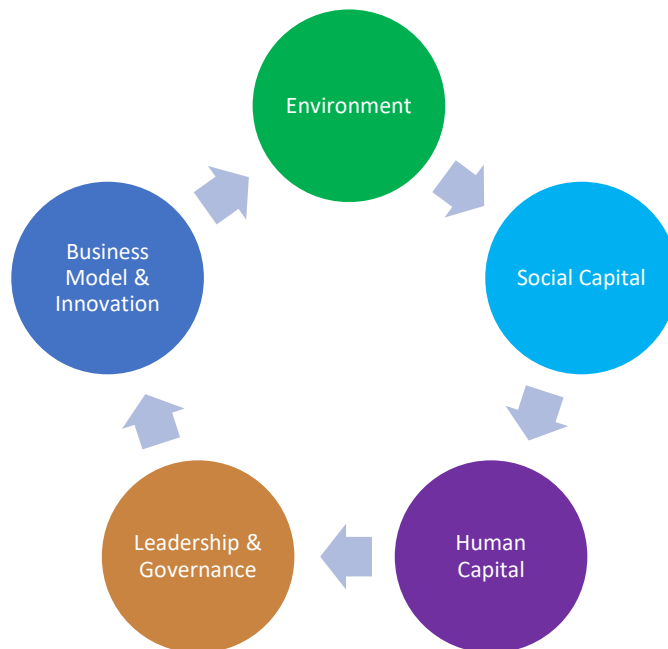 Environment
Social Capital
Human
Capital
Leadership &
Governance
Business
Model &
Innovation